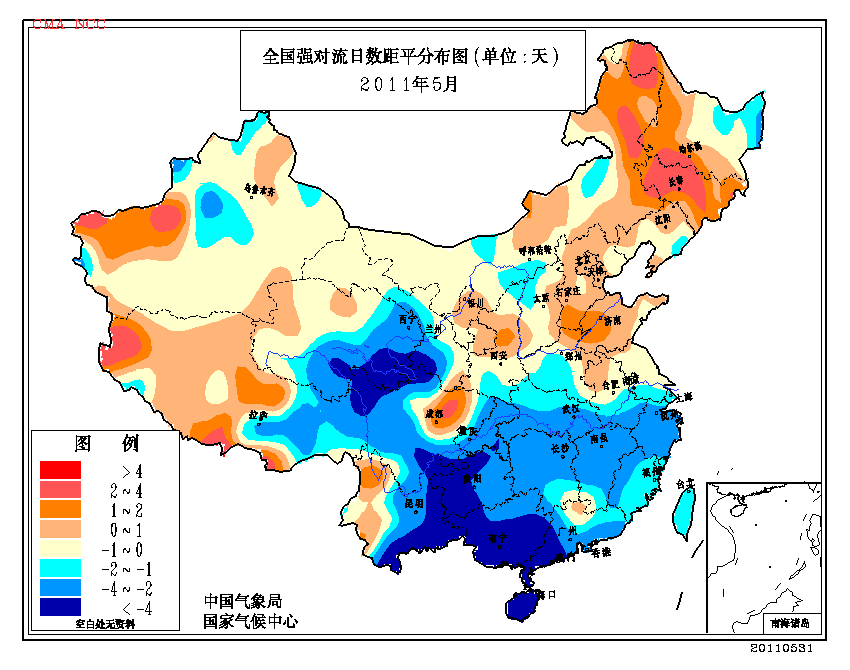 CMA NCC
全国强对流日数距平分布图(单位:天)
2011年5月
哈尔滨
长春
乌鲁木齐
沈阳
呼和浩特
北京
天津
银川
太原
石家庄
西宁
兰州
济南
西安
郑州
合肥
南京
上海
拉萨
成都
武汉
杭州
重庆
长沙
南昌
贵阳
福州
台北
昆明
广州
南宁
澳门
香港
海口
图 例
>4
2~4
1~2
0~1
-1~0
-2~-1
-4~-2
<-4
空白处无资料
中国气象局
国家气候中心
南海诸岛
20110531